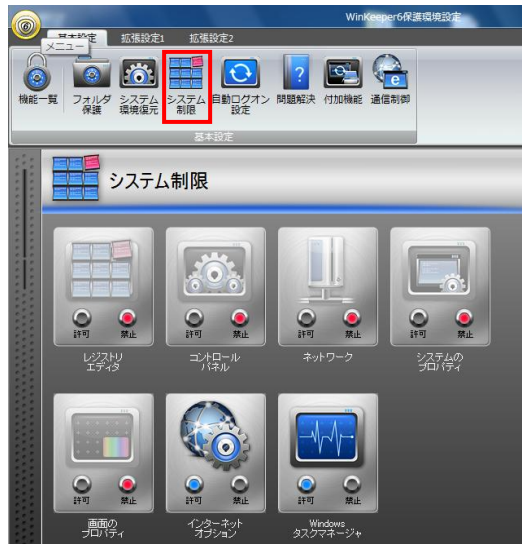 WinKeeper6保護環境設定
基本設定 拡張設定1 拡張設定2
メニュー
機能一覧 フォルダ保護 システム環境復元 システム制限 自動ログオン設定 問題解決 付加機能 通信制御
基本設定
システム制限
許可 禁止 許可 禁止 許可 禁止 許可 禁止
レジストリ コントロール ネットワーク システムの
エディタ パネル プロパティ
許可 禁止 許可 禁止 許可 禁止
画面の インターネット Windows
プロパティ オプション タスクマネージャ